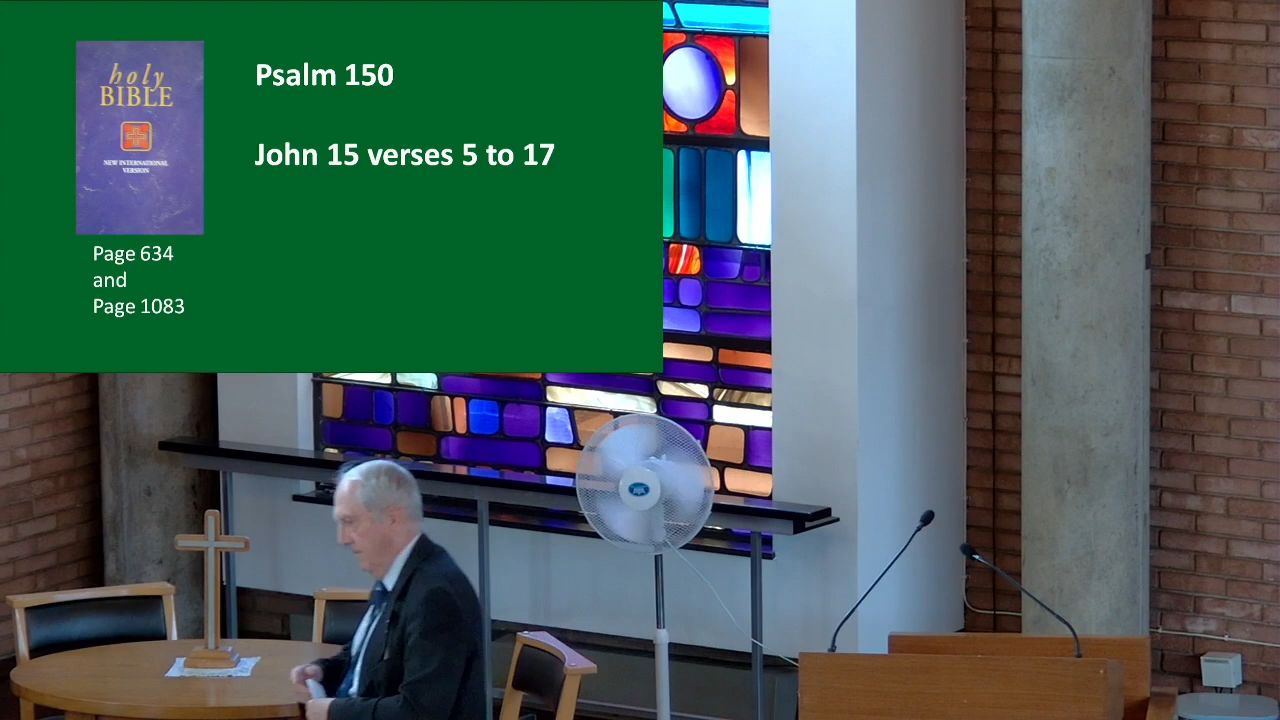 holy
BIBLE
NEW INTERNATIONAL
VERSION
Psalm 150
John 15 verses 5 to 17
Page 634
and
Page 1083